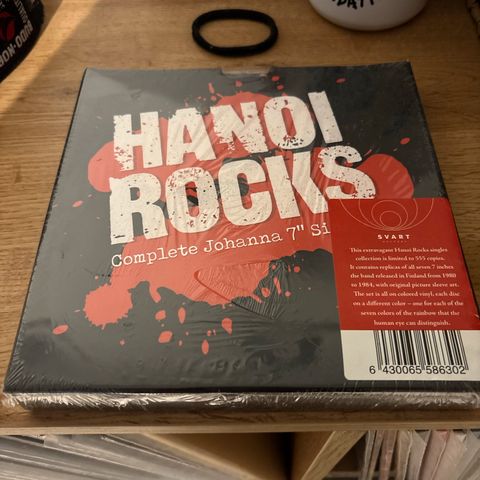 HANOI
ROCKS
Complete Johanna 7" Si
SVART
RECORDS
This extravagant Hanoi Rocks singles
collection is limited to 555 copies.
It contains replicas of all seven 7 inches
the band released in Finland from 1980
to 1984, with original picture sleeve art.
The set is all on colored vinyl, each disc
on a different color – one for each of the
seven colors of the rainbow that the
human eye can distinguish.
6 430065 586302